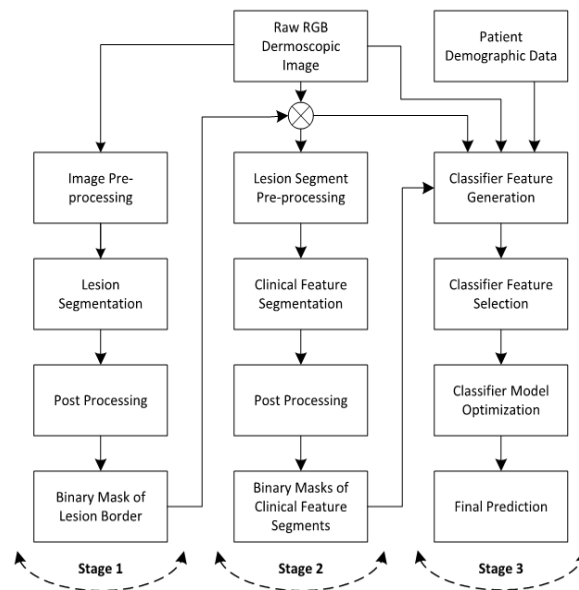 Raw RGB
Dermoscopic
Image
Patient
Demographic Data
Image Pre-
processing
Lesion
Segmentation
Post Processing
Binary Mask of
Lesion Border
Lesion Segment
Pre-processing
Clinical Feature
Segmentation
Post Processing
Binary Masks of
Clinical Feature
Segments
Classifier Feature
Generation
Classifier Feature
Selection
Classifier Model
Optimization
Final Prediction
Stage 1
Stage 2
Stage 3